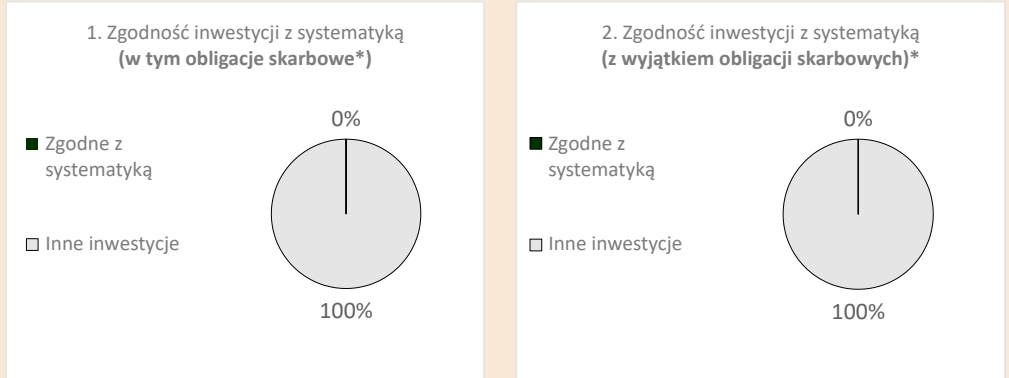 1. Zgodność inwestycji z systematyką
(w tym obligacje skarbowe*)
0%
Zgodne z
systematyką
Inne inwestycje
100%
2. Zgodność inwestycji z systematyką
(z wyjątkiem obligacji skarbowych)*
0%
Zgodne z
systematyką
Inne inwestycje
100%